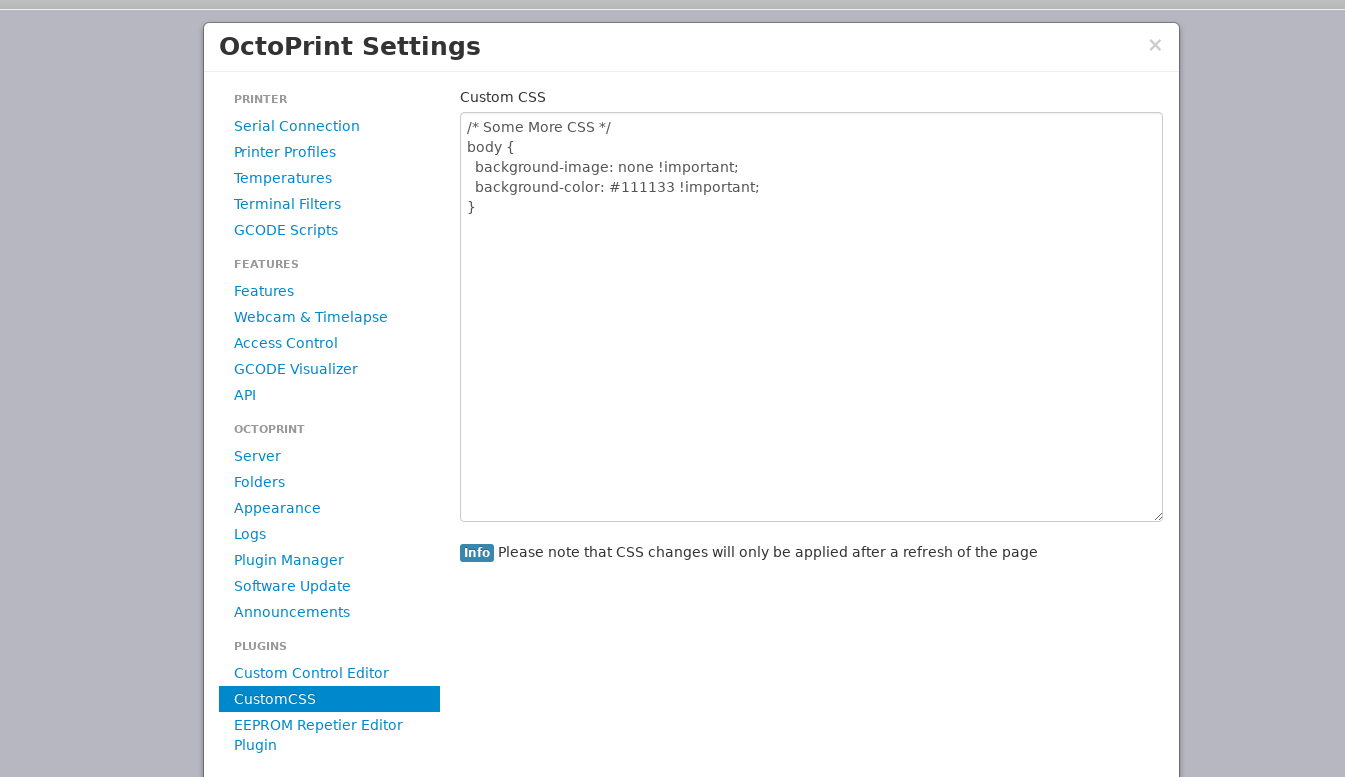 OctoPrint Settings
×
PRINTER
Serial Connection
Printer Profiles
Temperatures
Terminal Filters
GCODE Scripts
FEATURES
Features
Webcam & Timelapse
Access Control
GCODE Visualizer
API
OCTOPRINT
Server
Folders
Appearance
Logs
Plugin Manager
Software Update
Announcements
PLUGINS
Custom Control Editor
CustomCSS
EEPROM Repetier Editor
Plugin
Custom CSS
/* Some More CSS */
body {
  background-image: none !important;
  background-color: #111133 !important;
}
Info Please note that CSS changes will only be applied after a refresh of the page